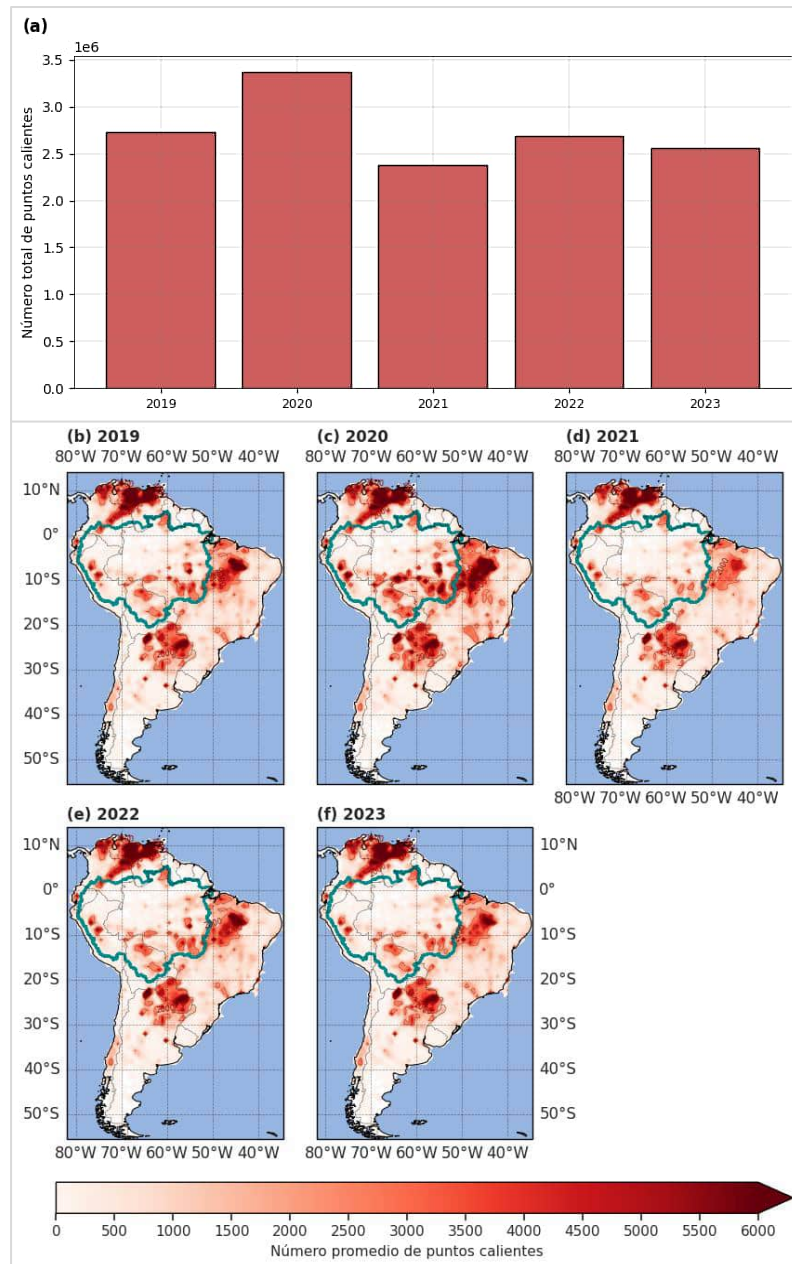 (a)
1e6
3.5
3.0
2.5
2.0
1.5
1.0
0.5
0.0
Número total de puntos calientes
2019 2020 2021 2022 2023
(b) 2019 (c) 2020 (d) 2021
80°W 70°W 60°W 50°W 40°W 80°W 70°W 60°W 50°W 40°W 80°W 70°W 60°W 50°W 40°W
10°N
0°
10°S
20°S
30°S
40°S
50°S
80°W 70°W 60°W 50°W 40°W
(e) 2022 (f) 2023
10°N 10°N
0° 0°
10°S 10°S
20°S 20°S
30°S 30°S
40°S 40°S
50°S 50°S
80°W 70°W 60°W 50°W 40°W 80°W 70°W 60°W 50°W 40°W
0 500 1000 1500 2000 2500 3000 3500 4000 4500 5000 5500 6000
Número promedio de puntos calientes